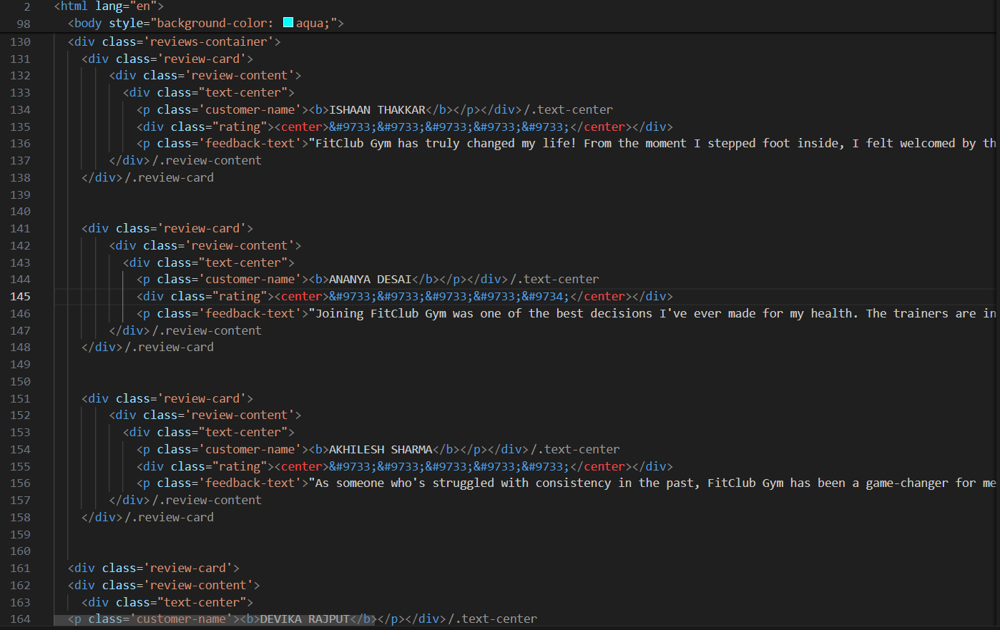 2 <html lang="en">
98 <body style="background-color: aqua;">
130 <div class='reviews-container'>
131 <div class='review-card'>
132 <div class='review-content'>
133 <div class="text-center">
134 <p class='customer-name'><b>ISHAAN THAKKAR</b></p></div>/.text-center
135 <div class="rating"><center>&#9733;&#9733;&#9733;&#9733;&#9733;</center></div>
136 <p class='feedback-text'>"FitClub Gym has truly changed my life! From the moment I stepped foot inside, I felt welcomed by th
137 </div>/.review-content
138 </div>/.review-card
139
140
141 <div class='review-card'>
142 <div class='review-content'>
143 <div class="text-center">
144 <p class='customer-name'><b>ANANYA DESAI</b></p></div>/.text-center
145 <div class="rating"><center>&#9733;&#9733;&#9733;&#9733;&#9734;</center></div>
146 <p class='feedback-text'>"Joining FitClub Gym was one of the best decisions I've ever made for my health. The trainers are in
147 </div>/.review-content
148 </div>/.review-card
149
150
151 <div class='review-card'>
152 <div class='review-content'>
153 <div class="text-center">
154 <p class='customer-name'><b>AKHILESH SHARMA</b></p></div>/.text-center
155 <div class="rating"><center>&#9733;&#9733;&#9733;&#9733;&#9733;</center></div>
156 <p class='feedback-text'>"As someone who's struggled with consistency in the past, FitClub Gym has been a game-changer for me
157 </div>/.review-content
158 </div>/.review-card
159
160
161 <div class='review-card'>
162 <div class='review-content'>
163 <div class="text-center">
164 <p class='customer-name'><b>DEVIKA RAJPUT</b></p></div>/.text-center